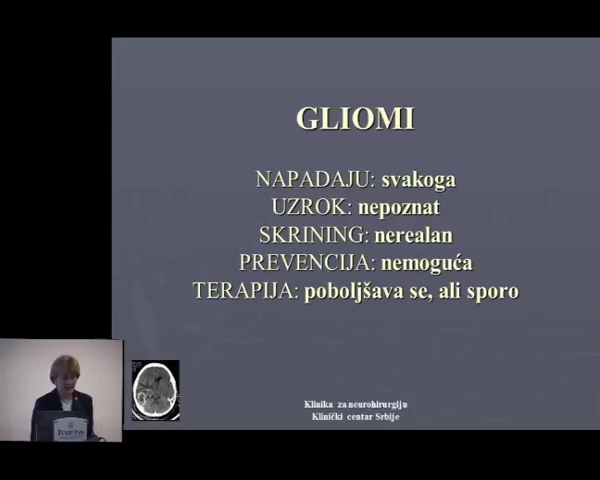 GLIOMI
NAPADAJU: svakoga
UZROK: nepoznat
SKRINING: nerealan
PREVENCIJA: nemoguća
TERAPIJA: poboljšava se, ali sporo
Klinika za neurohirurgiju
Klinički centar Srbije